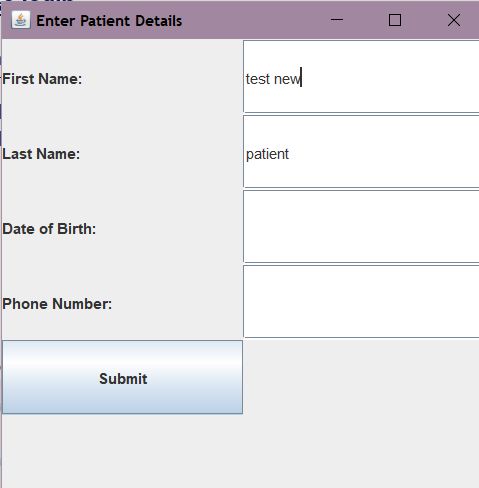 Enter Patient Details
First Name: test new
Last Name: patient
Date of Birth:
Phone Number:
Submit